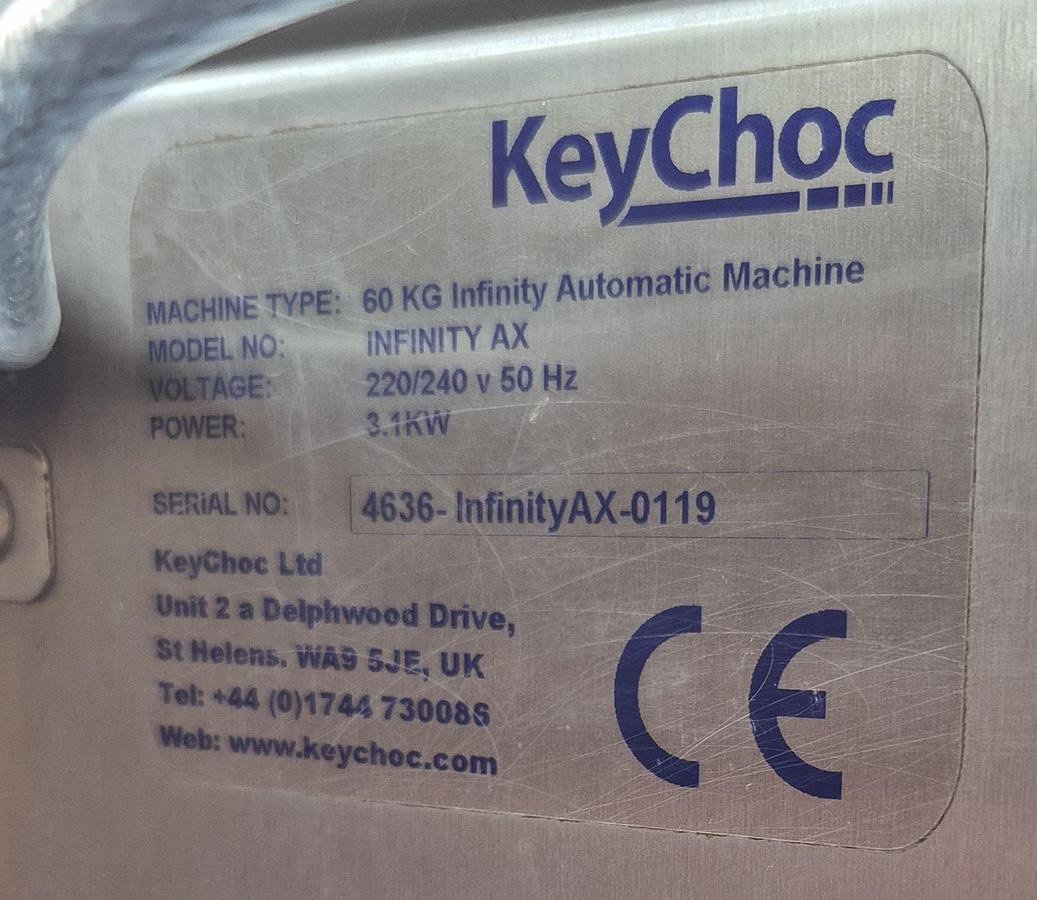 KeyChoc
MACHINE TYPE: 60 KG Infinity Automatic Machine
MODEL NO: INFINITY AX
VOLTAGE: 220/240 v 50 Hz
POWER: 3.1KW
SERIAL NO: 4636- InfinityAX-0119
KeyChoc Ltd
Unit 2 a Delphwood Drive,
St Helens. WA9 5JE, UK
Tel: +44 (0)1744 730086
Web: www.keychoc.com
CE